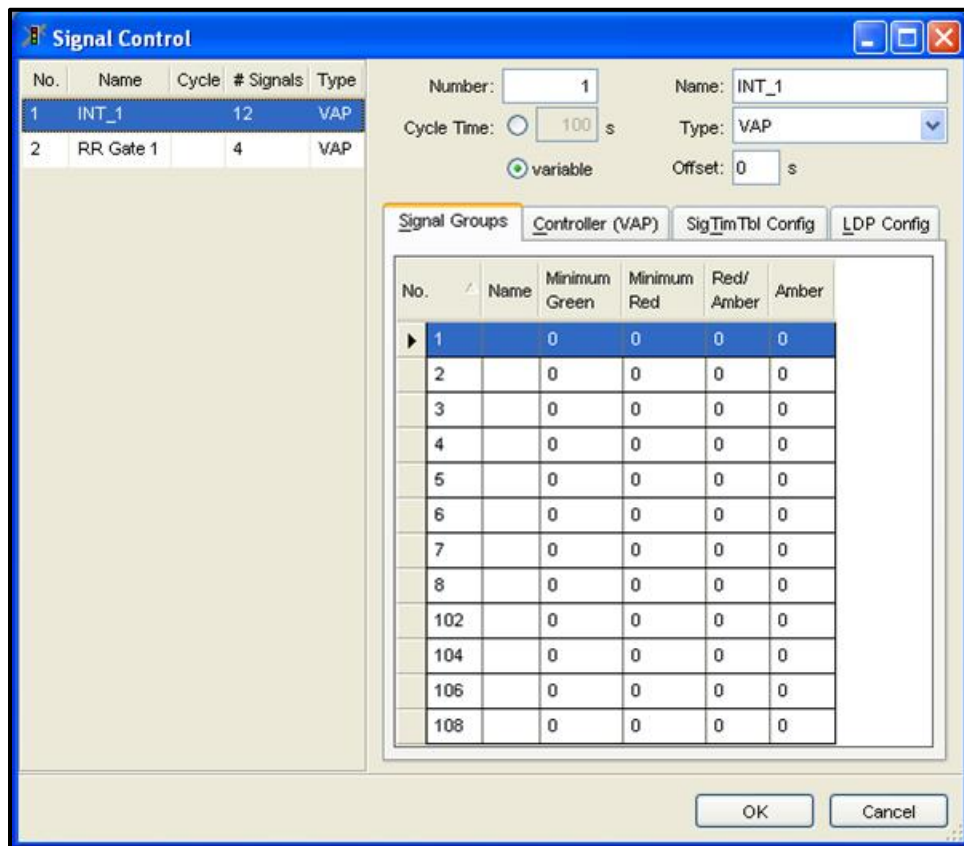 Signal Control
No. Name Cycle # Signals Type
1 INT_1 12 VAP
2 RR Gate 1 4 VAP
Number: 1 Name: INT_1
Cycle Time: 100 s Type: VAP
variable Offset: 0 s
Signal Groups Controller (VAP) SigTimTbl Config LDP Config
No. Name Minimum Green Minimum Red Red/ Amber Amber
1 0 0 0 0
2 0 0 0 0
3 0 0 0 0
4 0 0 0 0
5 0 0 0 0
6 0 0 0 0
7 0 0 0 0
8 0 0 0 0
102 0 0 0 0
104 0 0 0 0
106 0 0 0 0
108 0 0 0 0
OK Cancel